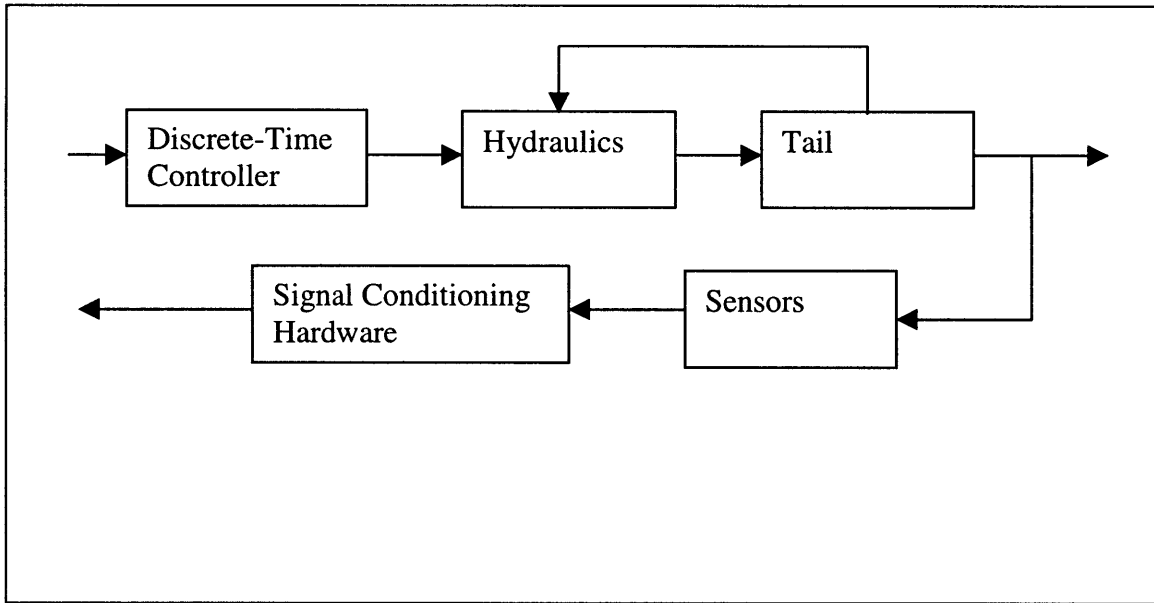 Discrete-Time
Controller
Hydraulics
Tail
Signal Conditioning
Hardware
Sensors